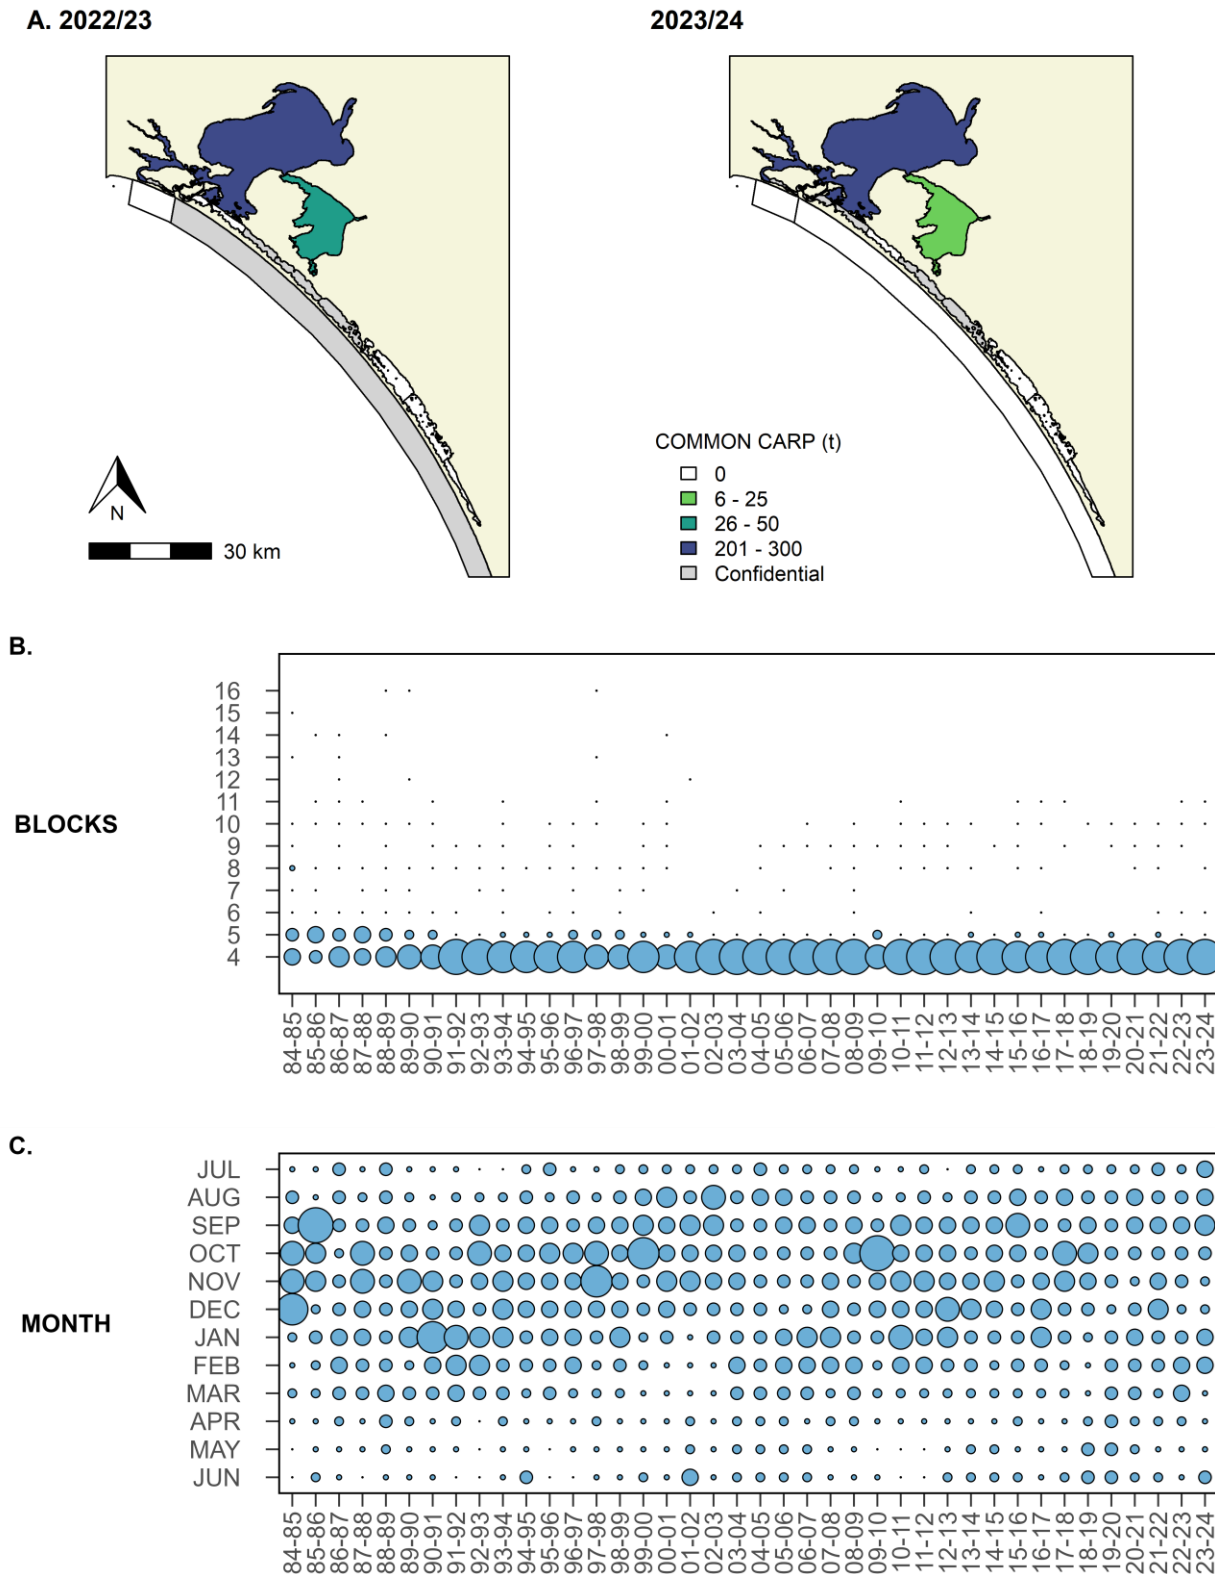 A. 2022/23
2023/24
COMMON CARP (t)
0
6 - 25
26 - 50
201 - 300
Confidential
N
30 km
B.
BLOCKS
16
15
14
13
12
11
10
9
8
7
6
5
4
84-85 85-86 86-87 87-88 88-89 89-90 90-91 91-92 92-93 93-94 94-95 95-96 96-97 97-98 98-99 99-00 00-01 01-02 02-03 03-04 04-05 05-06 06-07 07-08 08-09 09-10 10-11 11-12 12-13 13-14 14-15 15-16 16-17 17-18 18-19 19-20 20-21 21-22 22-23 23-24
C.
MONTH
JUL
AUG
SEP
OCT
NOV
DEC
JAN
FEB
MAR
APR
MAY
JUN
84-85 85-86 86-87 87-88 88-89 89-90 90-91 91-92 92-93 93-94 94-95 95-96 96-97 97-98 98-99 99-00 00-01 01-02 02-03 03-04 04-05 05-06 06-07 07-08 08-09 09-10 10-11 11-12 12-13 13-14 14-15 15-16 16-17 17-18 18-19 19-20 20-21 21-22 22-23 23-24